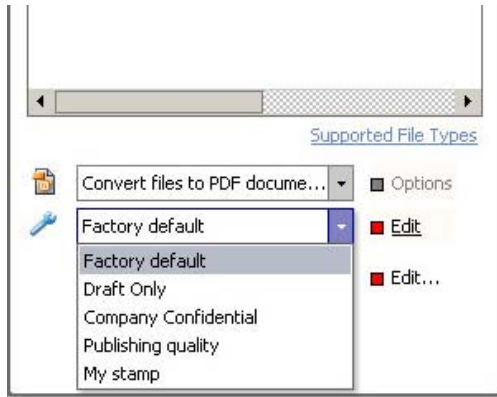 Supported File Types
Convert files to PDF docume...
Options
Factory default
Edit
Factory default
Draft Only
Edit...
Company Confidential
Publishing quality
My stamp